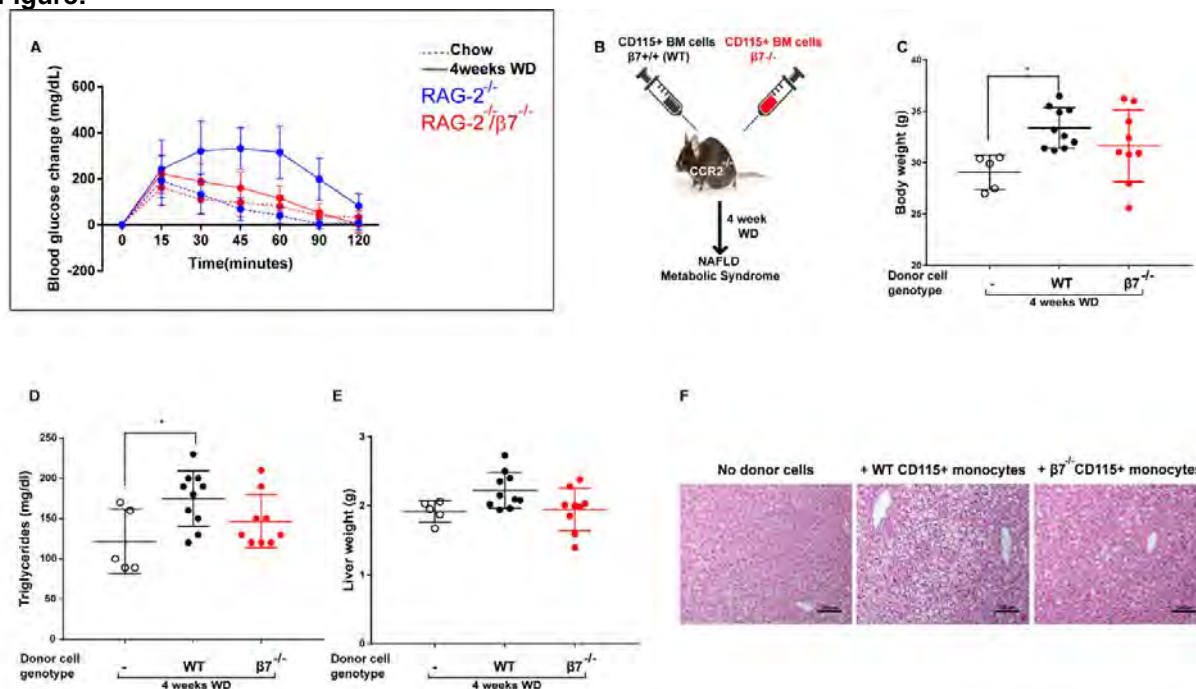 Figure.
A
Chow
4weeks WD
RAG-2-/-
RAG-2-/-/β7-/-
Blood glucose change (mg/dL)
600
400
200
0
-200
0 15 30 45 60 90 120
Time(minutes)
B
CD115+ BM cells
β7+/+ (WT)
CD115+ BM cells
β7-/-
CCR2-/-
4 week
WD
NAFLD
Metabolic Syndrome
C
Body weight (g)
40
35
30
25
20
*
Donor cell
genotype
- WT β7-/-
4 weeks WD
D
Triglycerides (mg/dl)
250
200
150
100
50
0
*
Donor cell
genotype
- WT β7-/-
4 weeks WD
E
Liver weight (g)
3
2
1
0
Donor cell
genotype
- WT β7-/-
4 weeks WD
F
No donor cells
+ WT CD115+ monocytes
+ β7-/- CD115+ monocytes